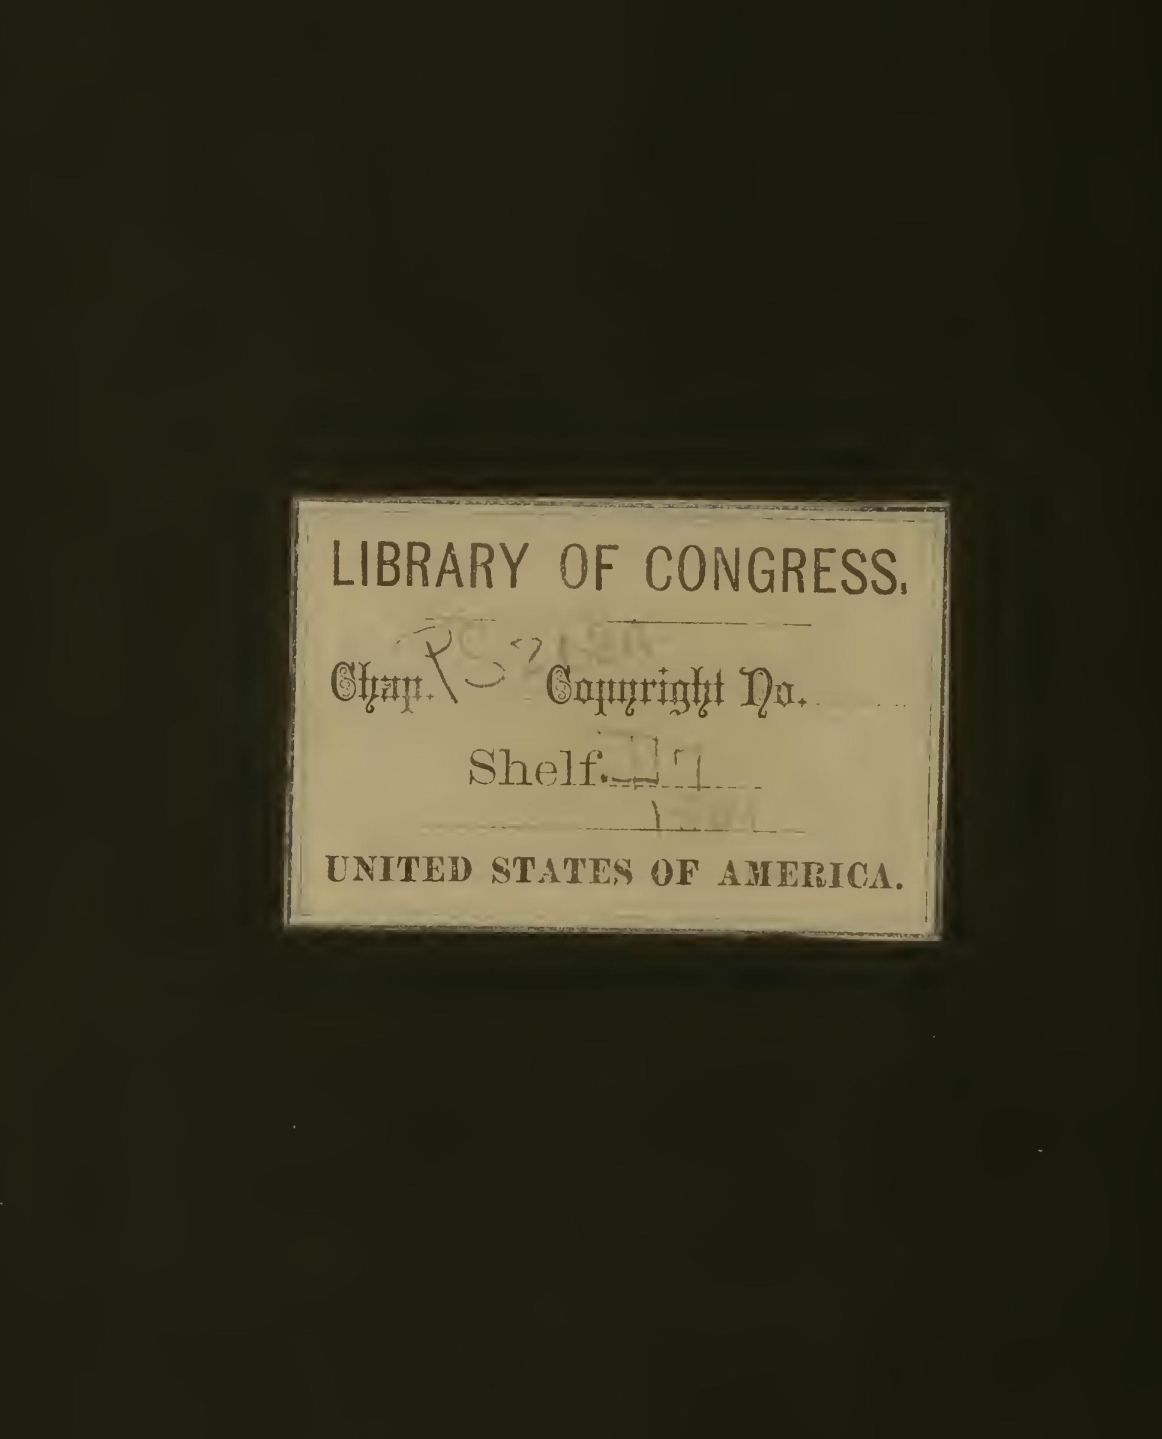 LIBRARY OF CONGRESS.
Chap. Copyright No.
Shelf.
UNITED STATES OF AMERICA.